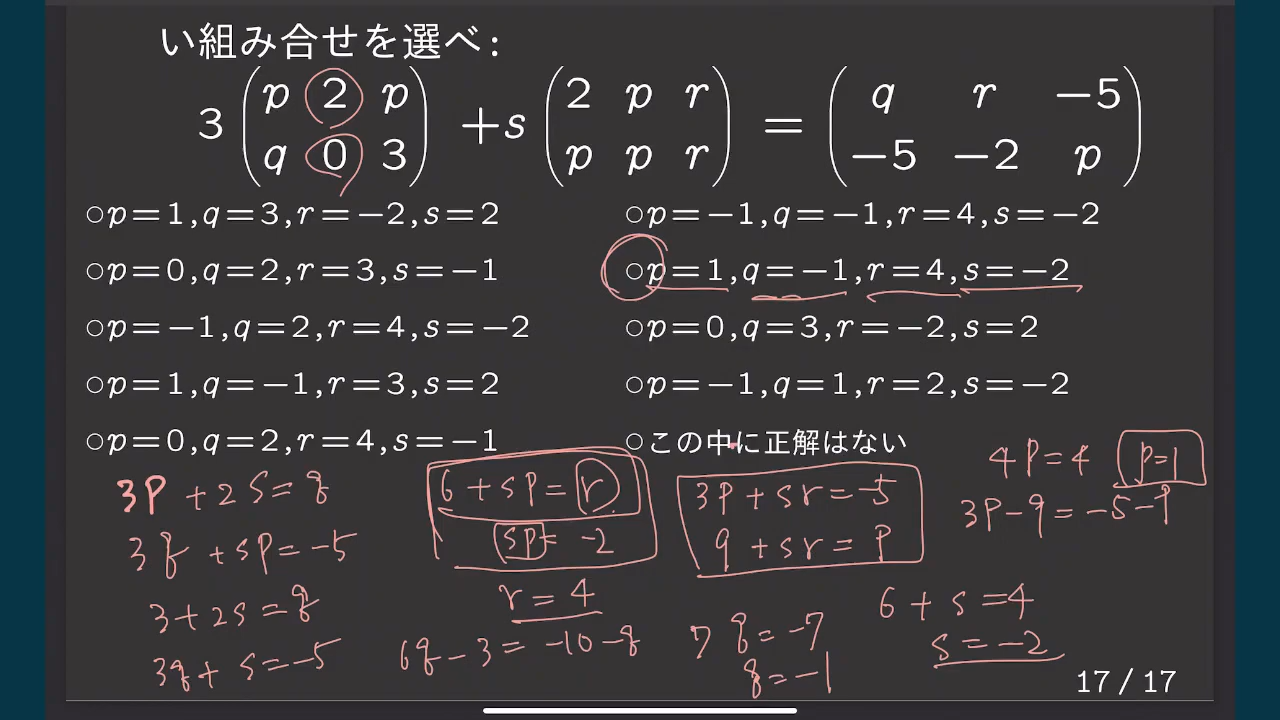 い組み合せを選べ:
3 (p 2 p  +s (2 p r  = (q r −5
q 0 3) p p r) −5 −2 p)
○p=1,q=3,r=−2,s=2
○p=−1,q=−1,r=4,s=−2
○p=0,q=2,r=3,s=−1
○p=1,q=−1,r=4,s=−2
○p=−1,q=2,r=4,s=−2
○p=0,q=3,r=−2,s=2
○p=1,q=−1,r=3,s=2
○p=−1,q=1,r=2,s=−2
○p=0,q=2,r=4,s=−1
○この中に正解はない
3p+2s=q
3q+sp=−5
3+2s=q
3q+s=−5
6+sp=r
sp=−2
r=4
6q−3=−10−q
3p+sr=−5
9+sr=p
7q=−7
q=−1
4p=4 p=1
3p−9=−5−p
6+s=4
s=−2
17/17